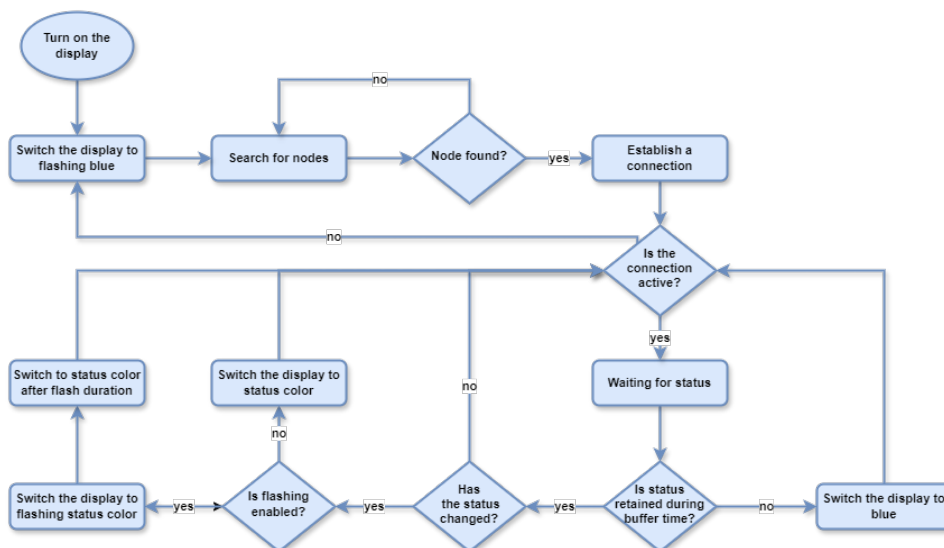 Turn on the
display
no
Switch the display to
flashing blue
Search for nodes
Node found?
yes
Establish a
connection
no
Is the
connection
active?
yes
Switch to status color
after flash duration
Switch the display to
status color
no
Waiting for status
no
Switch the display to
flashing status color
yes
Is flashing
enabled?
yes
Has
the status
changed?
yes
Is status
retained during
buffer time?
no
Switch the display to
blue